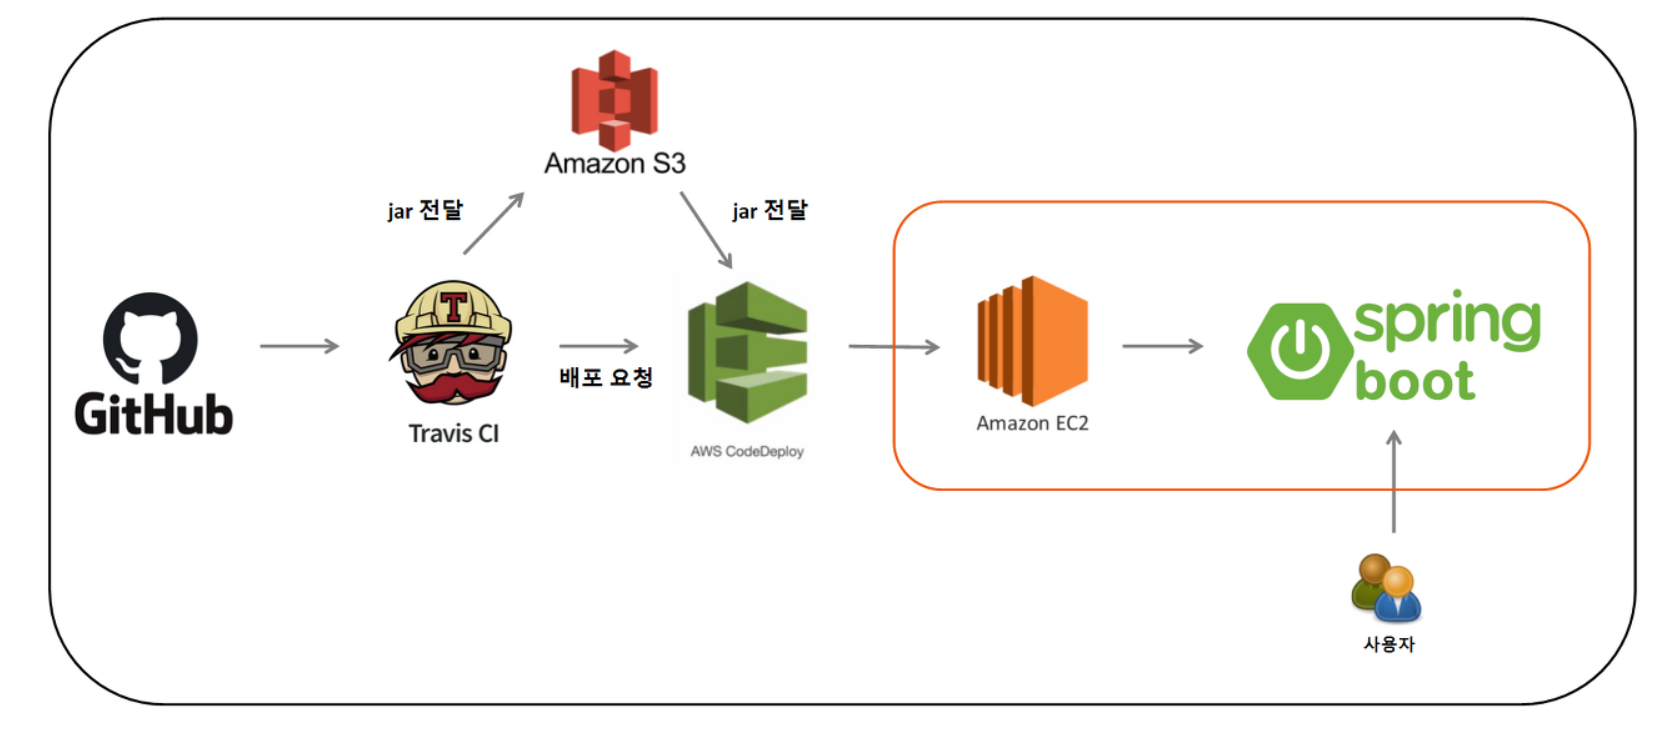 Amazon S3
jar 전달
jar 전달
GitHub
T
Travis CI
배포 요청
AWS CodeDeploy
Amazon EC2
spring
boot
사용자